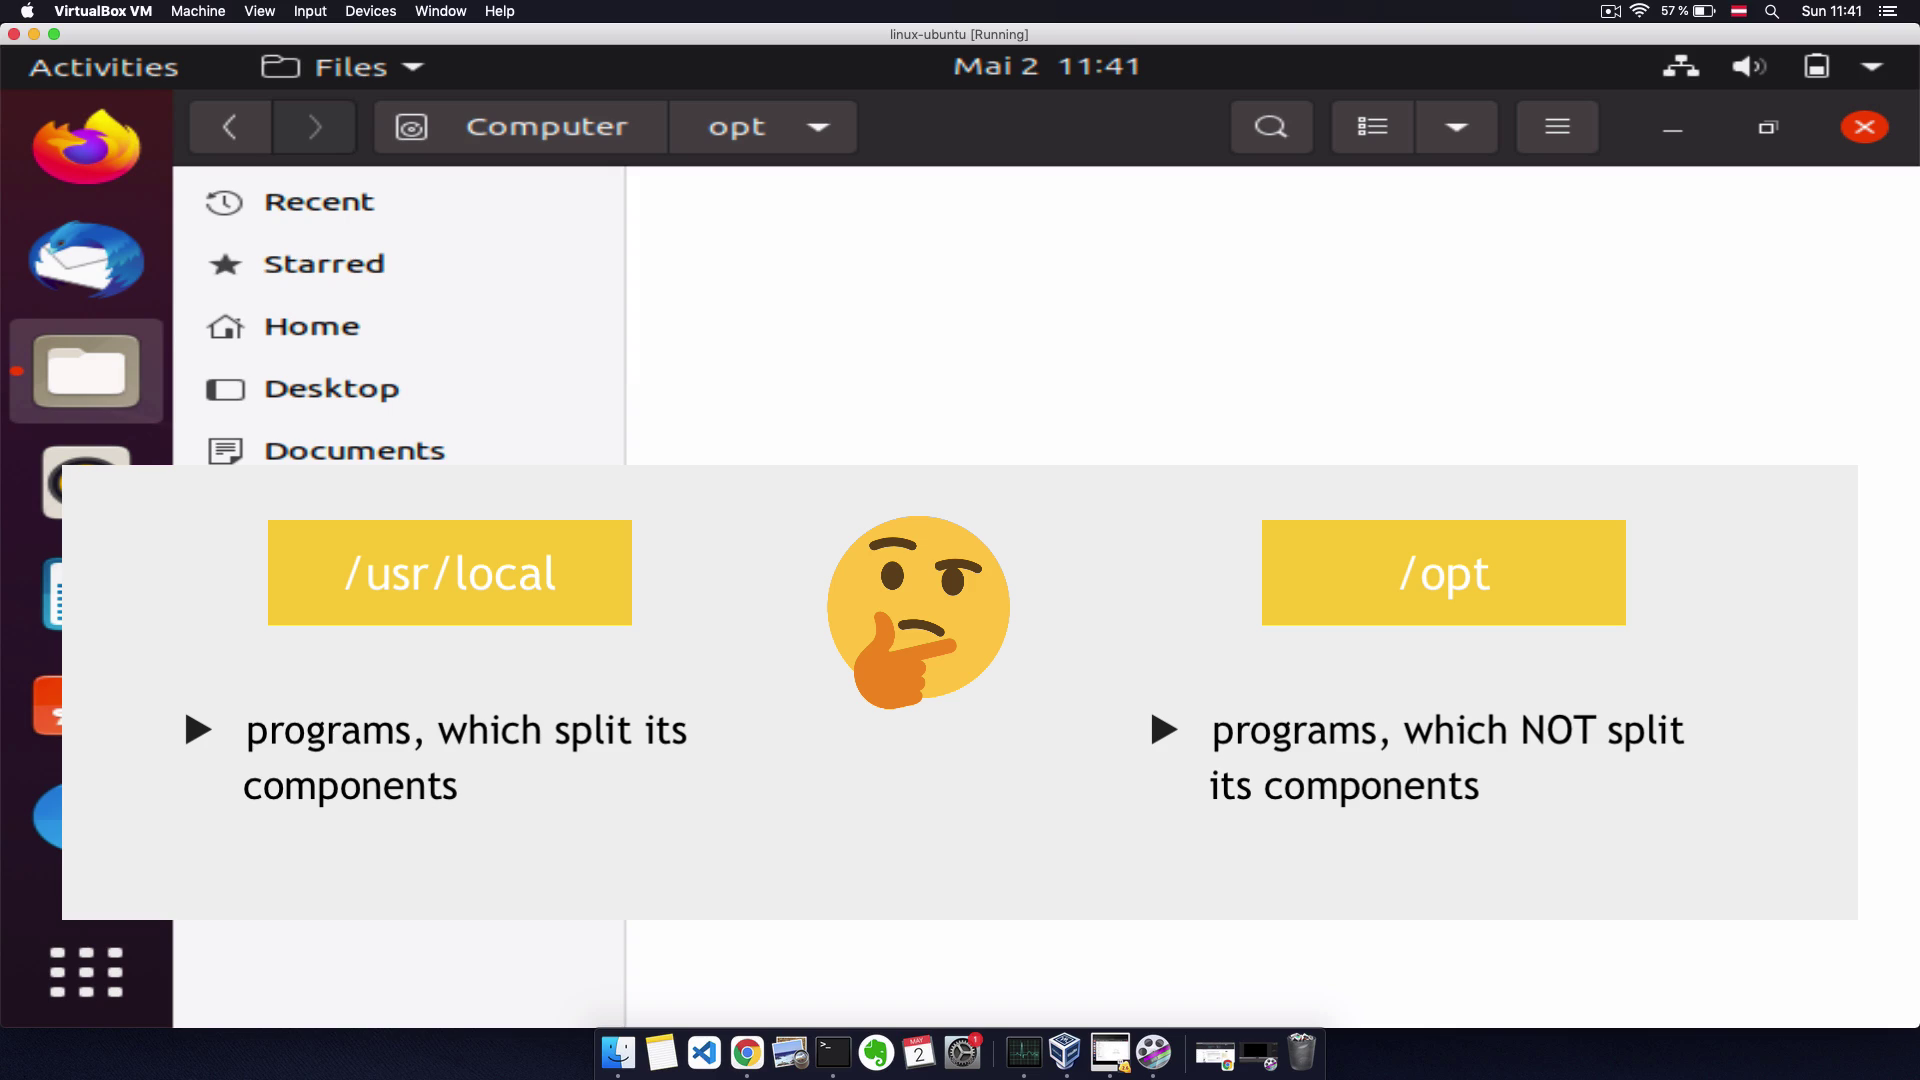 VirtualBox VM Machine View Input Devices Window Help
57 % Sun 11:41
linux-ubuntu [Running]
Activities Files Mai 2 11:41
Computer opt
Recent
Starred
Home
Desktop
Documents
/usr/local
/opt
programs, which split its
components
programs, which NOT split
its components
MAY
2
1